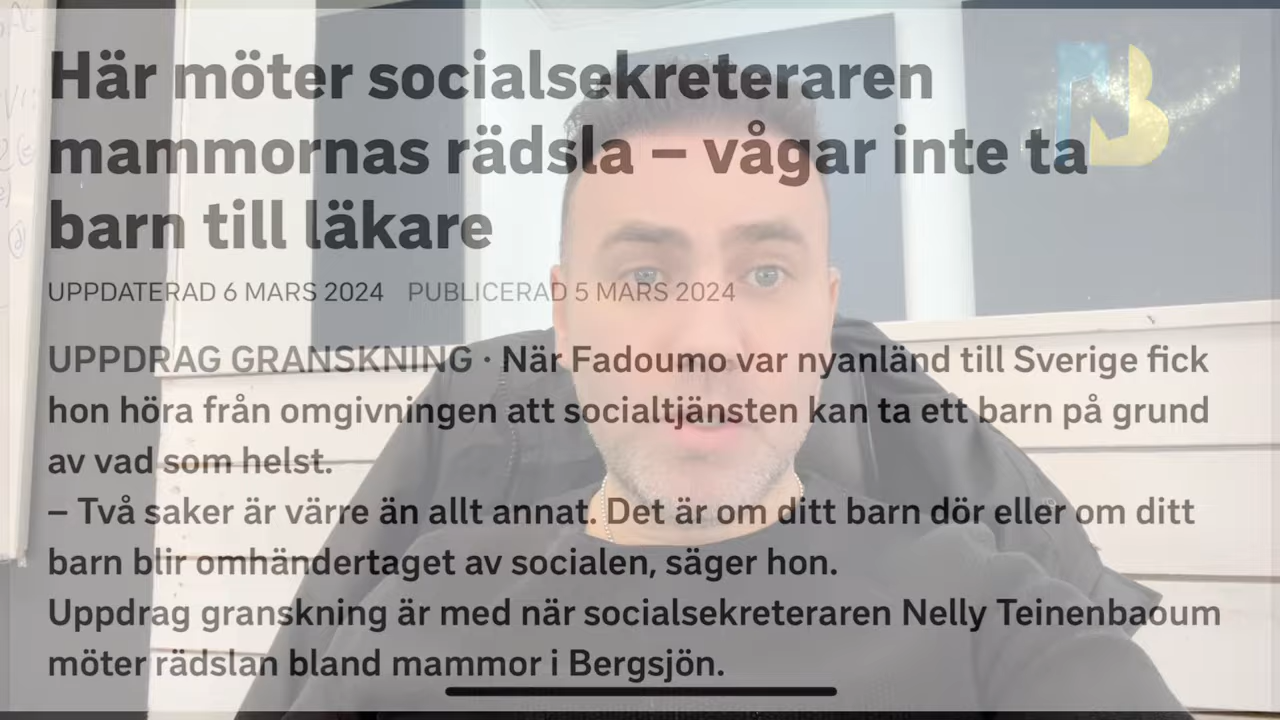 Här möter socialsekreteraren
mammornas rädsla – vågar inte ta
barn till läkare
UPPDATERAD 6 MARS 2024 PUBLICERAD 5 MARS 2024
UPPDRAG GRANSKNING · När Fadoumo var nyanländ till Sverige fick
hon höra från omgivningen att socialtjänsten kan ta ett barn på grund
av vad som helst.
– Två saker är värre än allt annat. Det är om ditt barn dör eller om ditt
barn blir omhändertaget av socialen, säger hon.
Uppdrag granskning är med när socialsekreteraren Nelly Teinenbaoum
möter rädslan bland mammor i Bergsjön.